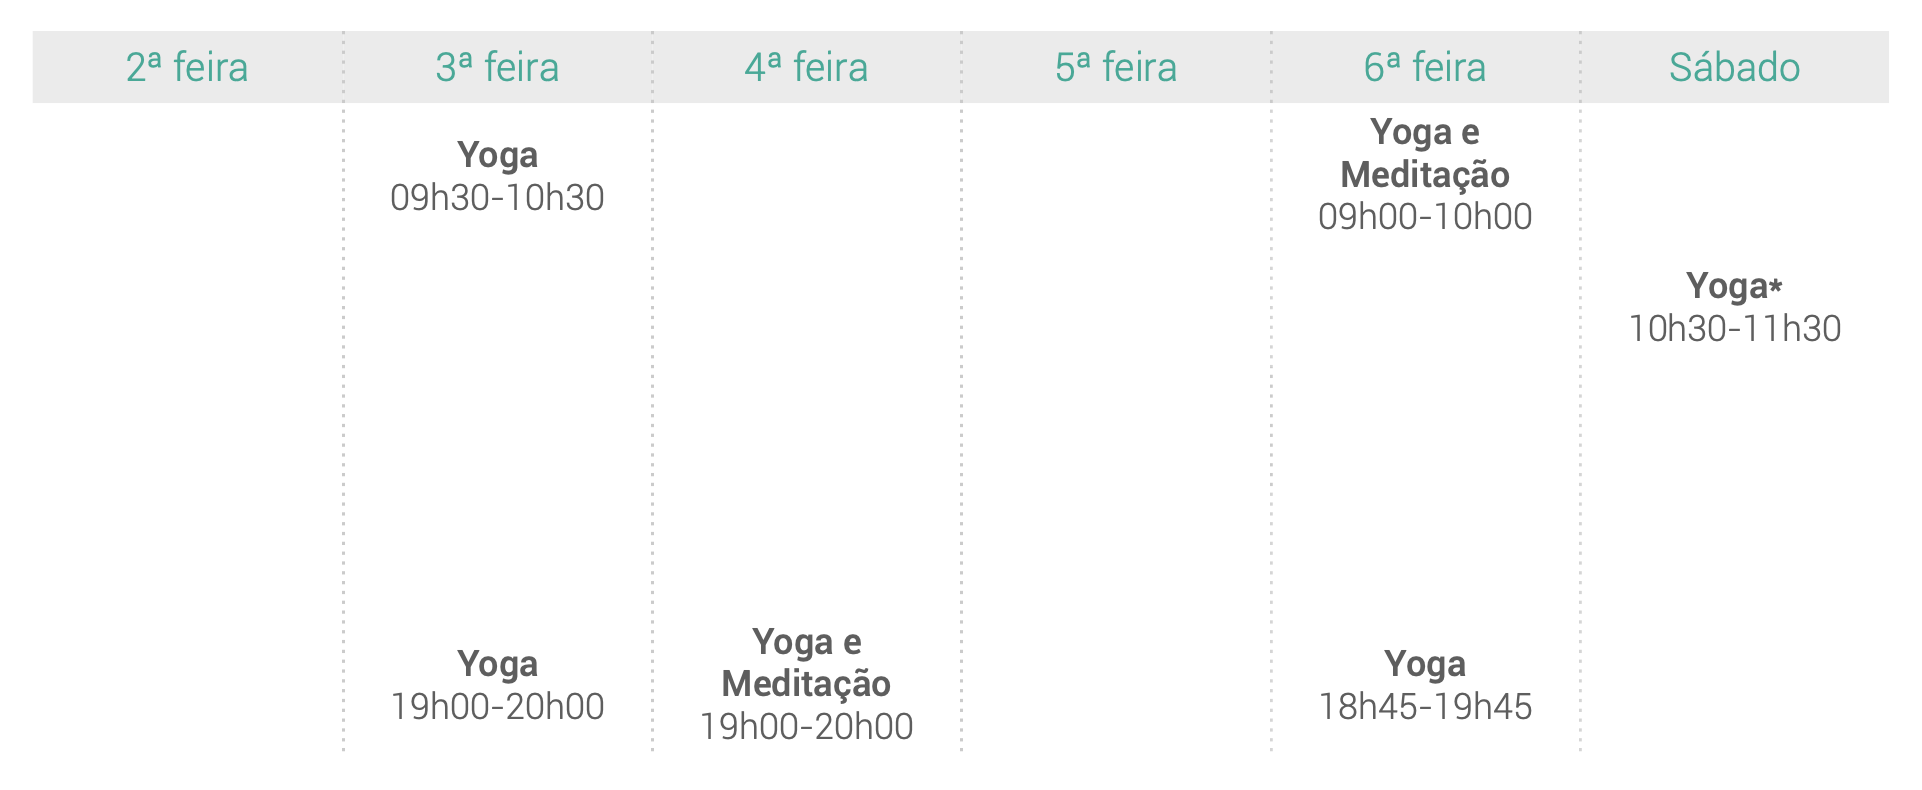 2ª feira
3ª feira
4ª feira
5ª feira
6ª feira
Sábado
Yoga
09h30-10h30
Yoga e
Meditação
09h00-10h00
Yoga*
10h30-11h30
Yoga
19h00-20h00
Yoga e
Meditação
19h00-20h00
Yoga
18h45-19h45